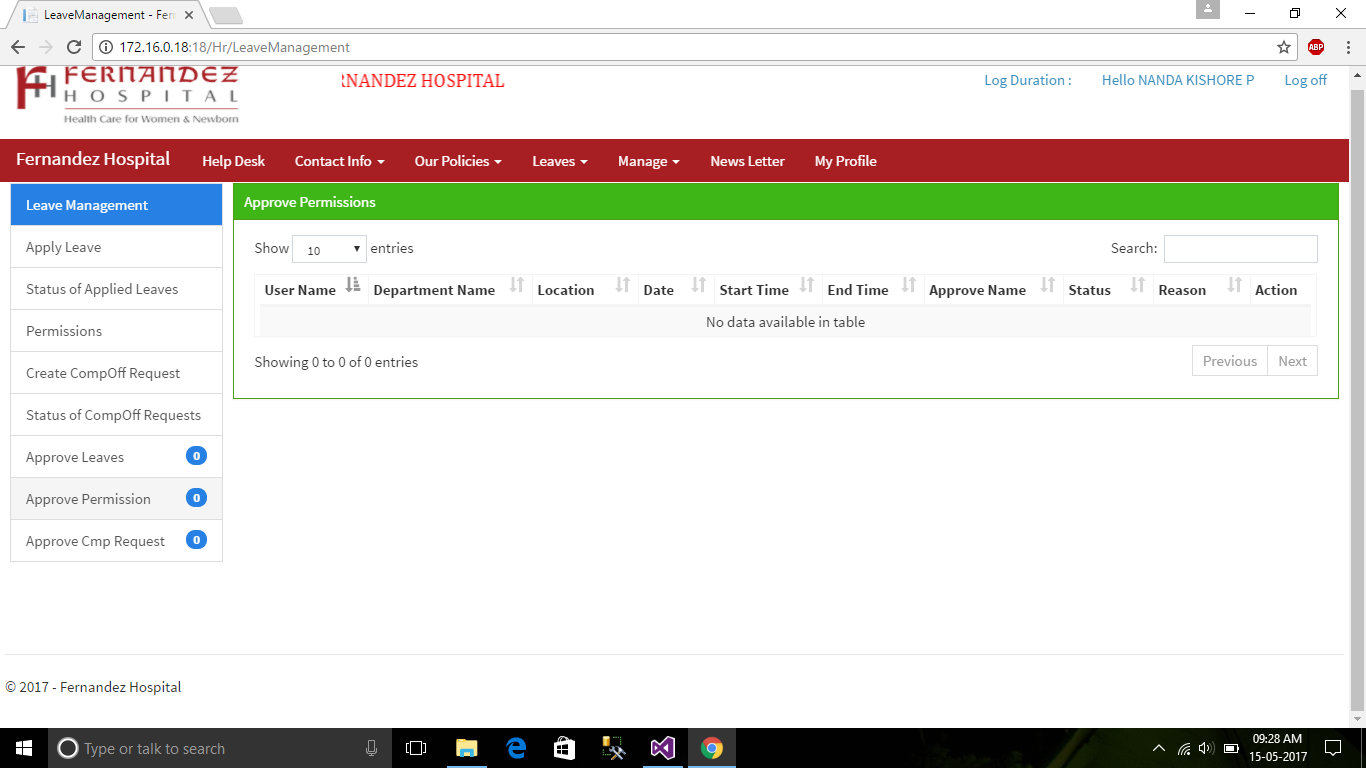 LeaveManagement - Fer
172.16.0.18:18/Hr/LeaveManagement
ABP
FERNANDEZ
HOSPITAL
Health Care for Women & Newborn
RNANDEZ HOSPITAL
Log Duration : Hello NANDA KISHORE P Log off
Fernandez Hospital Help Desk Contact Info Our Policies Leaves Manage News Letter My Profile
Leave Management
Apply Leave
Status of Applied Leaves
Permissions
Create CompOff Request
Status of CompOff Requests
Approve Leaves 0
Approve Permission 0
Approve Cmp Request 0
Approve Permissions
Show 10 entries Search:
User Name Department Name Location Date Start Time End Time Approve Name Status Reason Action
No data available in table
Showing 0 to 0 of 0 entries Previous Next
© 2017 - Fernandez Hospital
Type or talk to search
09:28 AM
15-05-2017